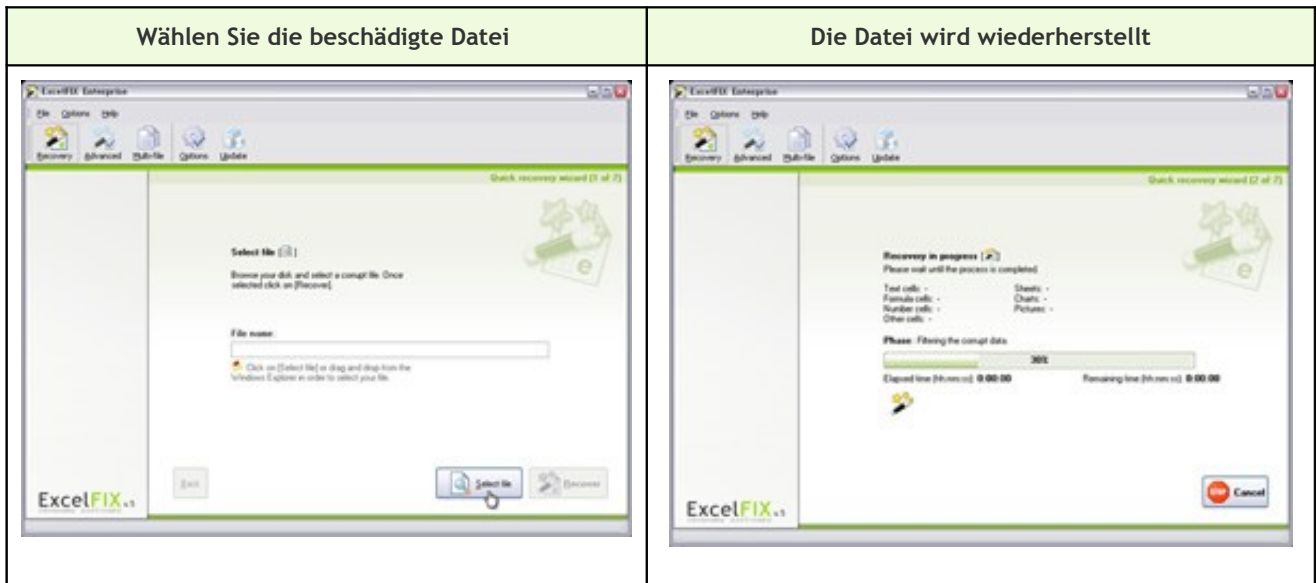 Wählen Sie die beschädigte Datei
Die Datei wird wiederherstellt
ExcelFIX Enterprise
File Options Help
Recovery Advanced Multi-file Options Update
Quick recovery wizard [1 of 7]
Select file
Browse your disk and select a corrupt file. Once
selected click on [Recover].
File name:
Click on [Select file] or drag and drop from the
Windows Explorer in order to select your file.
Exit
Select file
Recover
ExcelFIX
ExcelFIX Enterprise
File Options Help
Recovery Advanced Multi-file Options Update
Quick recovery wizard [2 of 7]
Recovery in progress
Please wait until the process is completed
Text cells: - Sheets: -
Formula cells: - Charts: -
Number cells: - Pictures: -
Other cells: -
Phase: Filtering the corrupt data.
30%
Elapsed time [hh:mm:ss]: 0:00:00 Remaining time [hh:mm:ss]: 0:00:00
STOP Cancel
ExcelFIX